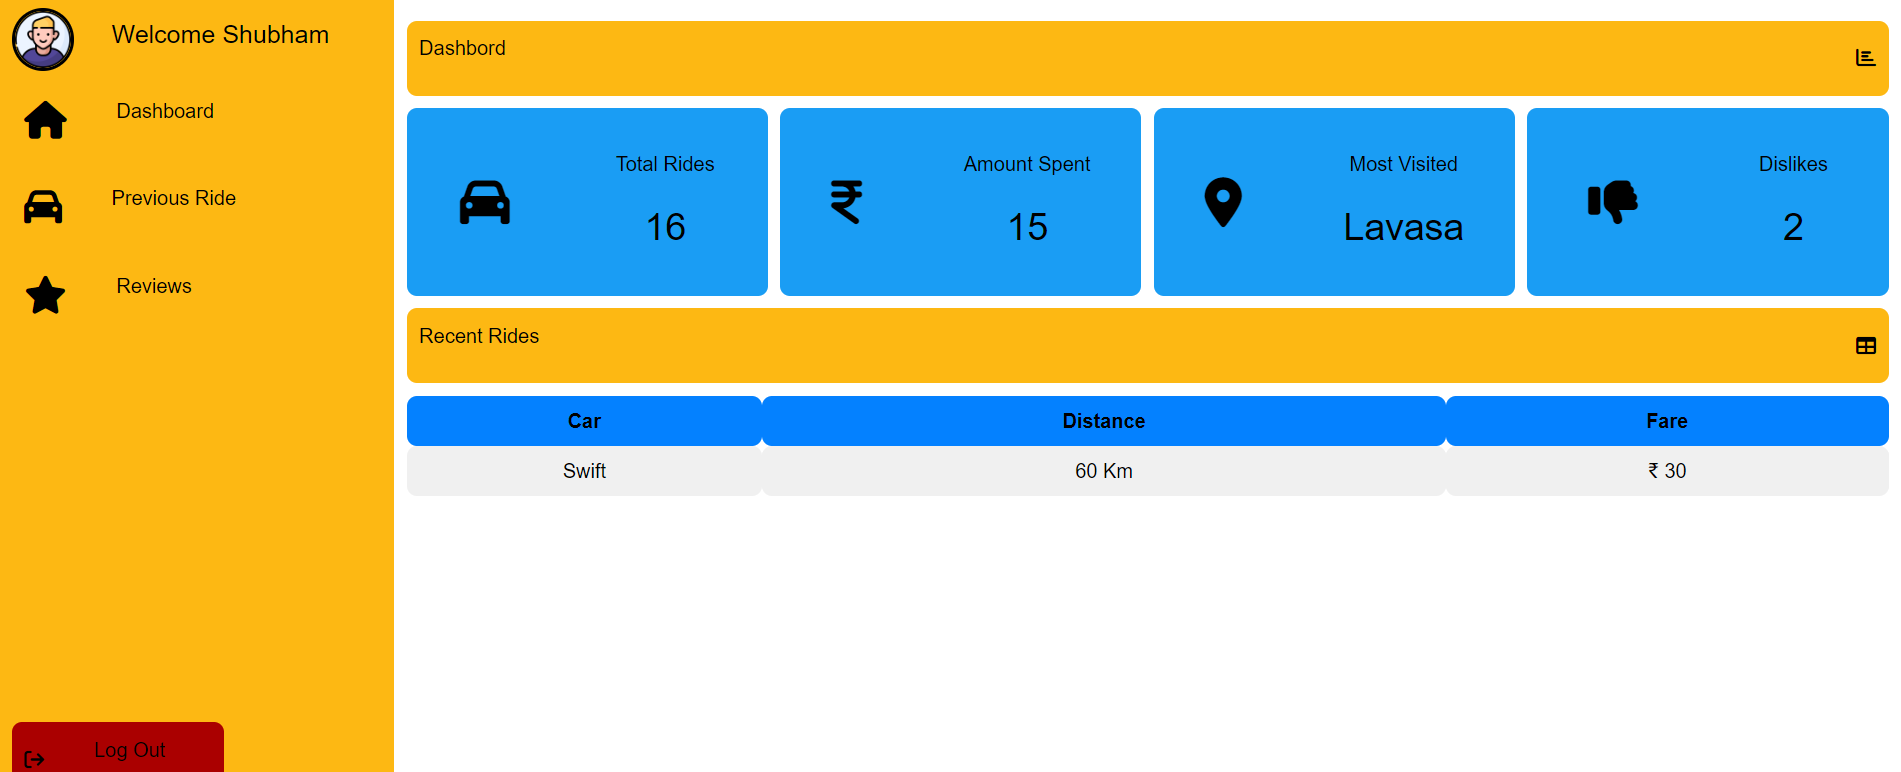 Welcome Shubham
Dashboard
Previous Ride
Reviews
Log Out
Dashbord
Total Rides
16
Amount Spent
15
Most Visited
Lavasa
Dislikes
2
Recent Rides
Car Distance Fare
Swift 60 Km ₹ 30